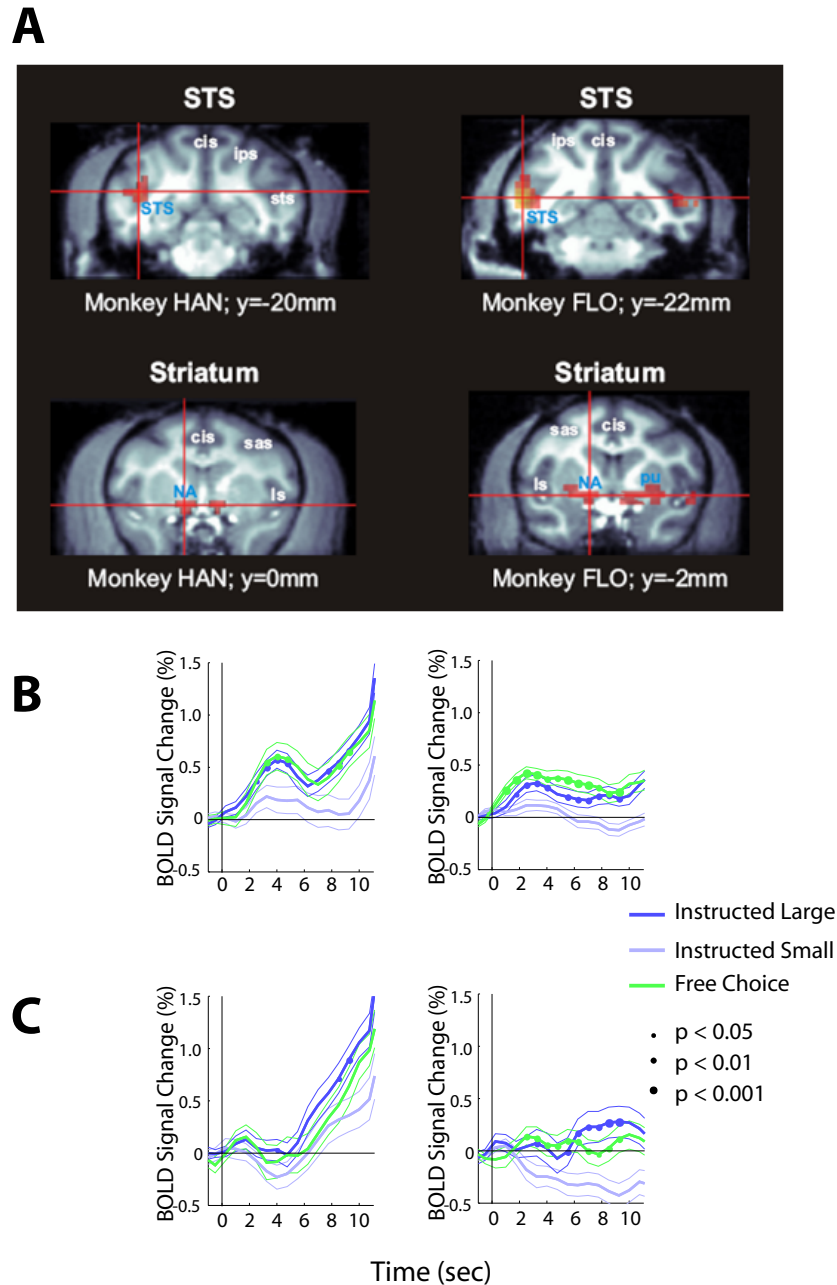 A
STS
STS
cis
ips
sts
STS
ips
cis
STS
Monkey HAN; y=-20mm
Monkey FLO; y=-22mm
Striatum
Striatum
cis
sas
NA
ls
sas
cis
ls
NA
pu
Monkey HAN; y=0mm
Monkey FLO; y=-2mm
B
BOLD Signal Change (%)
1.5
1.0
0.5
0
-0.5
0 2 4 6 8 10
BOLD Signal Change (%)
1.5
1.0
0.5
0
-0.5
0 2 4 6 8 10
Instructed Large
Instructed Small
Free Choice
p < 0.05
p < 0.01
p < 0.001
C
BOLD Signal Change (%)
1.5
1.0
0.5
0
-0.5
0 2 4 6 8 10
BOLD Signal Change (%)
1.5
1.0
0.5
0
-0.5
0 2 4 6 8 10
Time (sec)